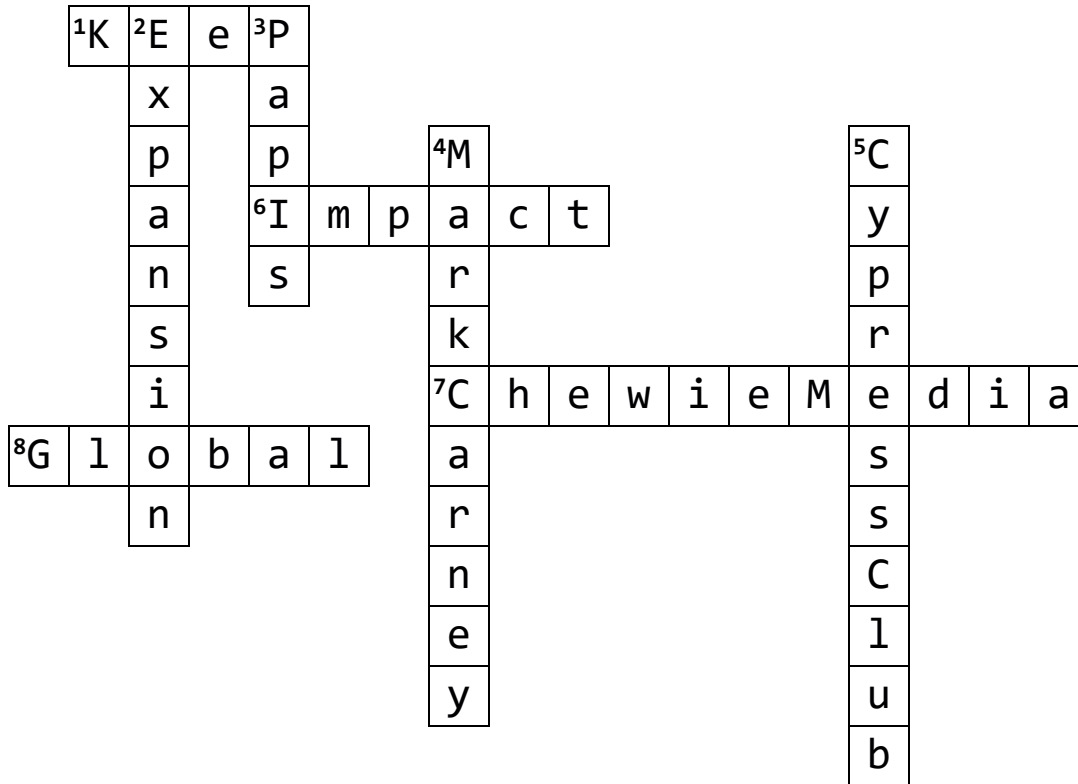 ¹K ²E e ³P
x a
p p ⁴M ⁵C
a ⁶I m p a c t y
n s r p
s k r
i ⁷C h e w i e M e d i a
⁸G l o b a l a s
n r s
n C
e l
y u
b